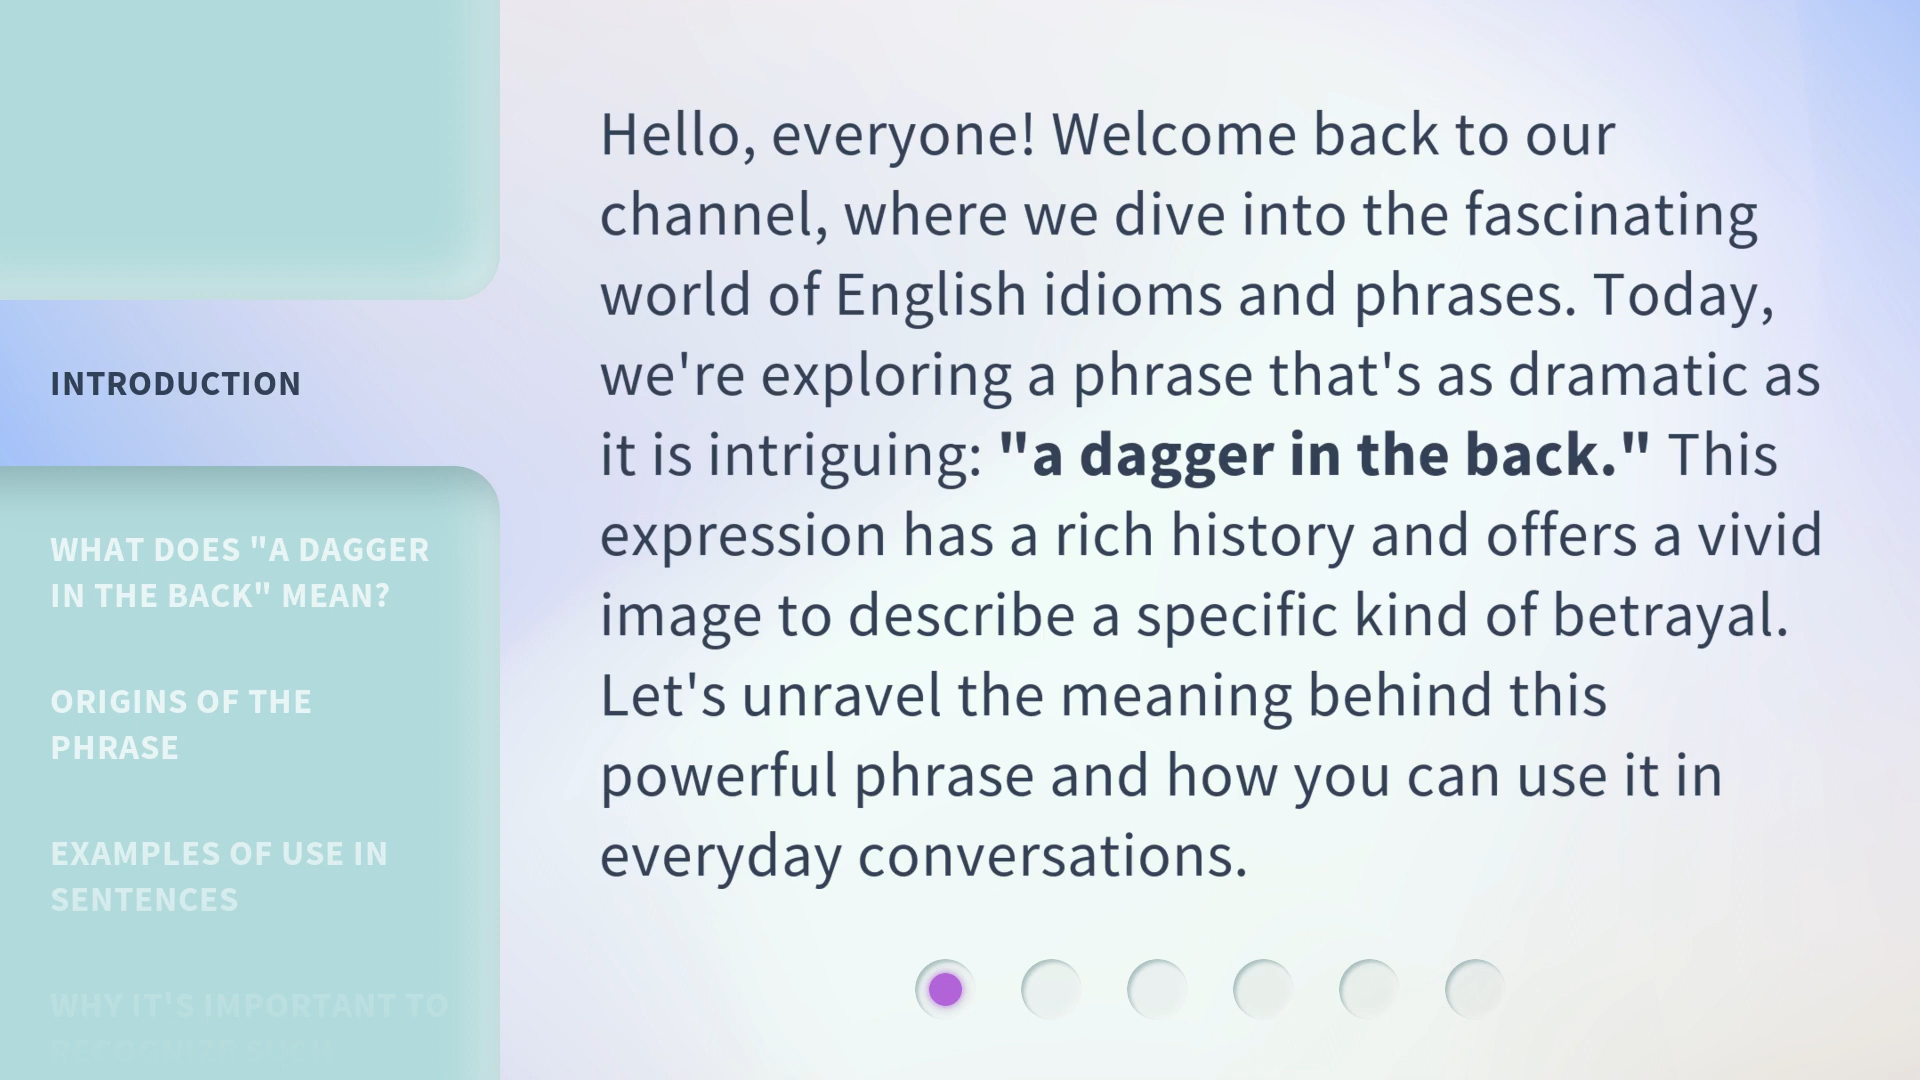 INTRODUCTION
WHAT DOES "A DAGGER
IN THE BACK" MEAN?
ORIGINS OF THE
PHRASE
EXAMPLES OF USE IN
SENTENCES
WHY IT'S IMPORTANT TO
RECOGNIZE SUCH
Hello, everyone! Welcome back to our
channel, where we dive into the fascinating
world of English idioms and phrases. Today,
we're exploring a phrase that's as dramatic as
it is intriguing: "a dagger in the back." This
expression has a rich history and offers a vivid
image to describe a specific kind of betrayal.
Let's unravel the meaning behind this
powerful phrase and how you can use it in
everyday conversations.